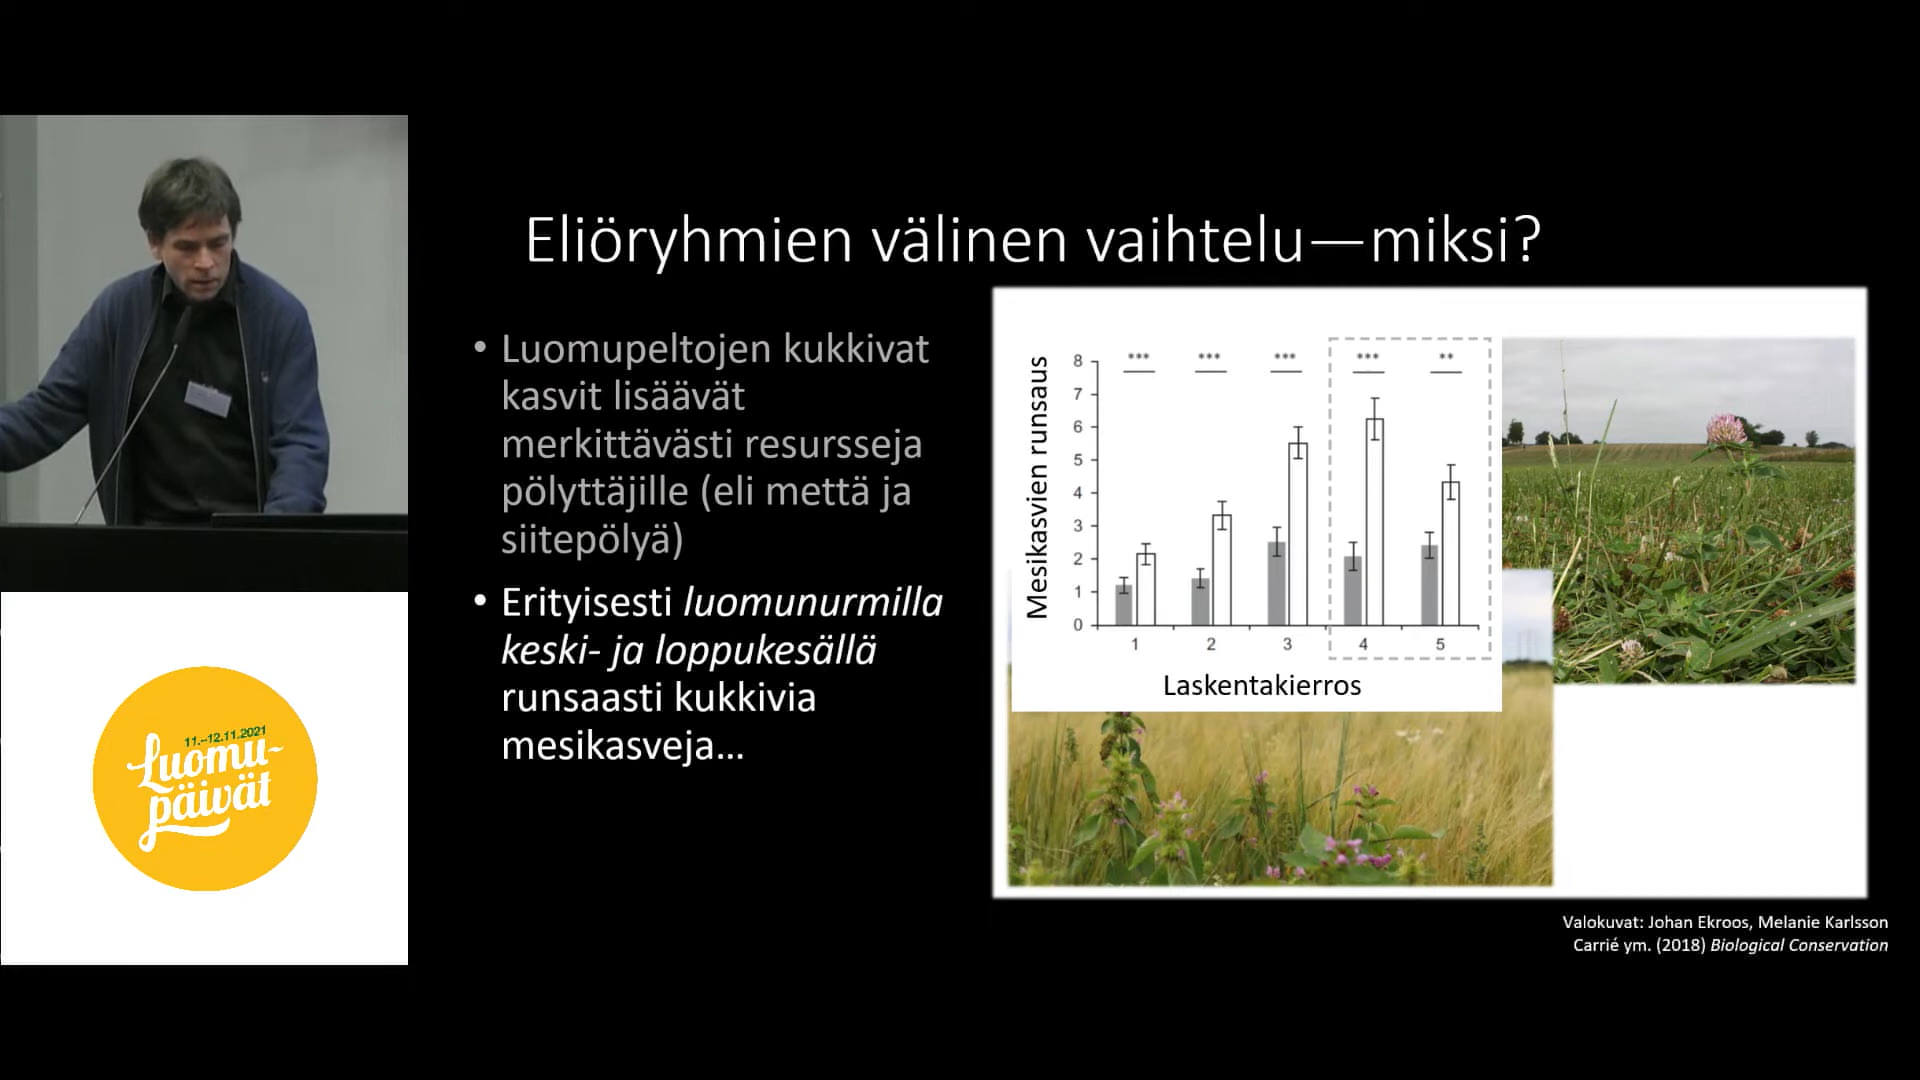 Eliöryhmien välinen vaihtelu—miksi?
• Luomupeltojen kukkivat
kasvit lisäävät
merkittävästi resursseja
pölyttäjille (eli mettä ja
siitepölyä)
• Erityisesti luomunurmilla
keski- ja loppukesällä
runsaasti kukkivia
mesikasveja...
Mesikasvien runsaus
8
7
6
5
4
3
2
1
0
*** *** *** *** **
1 2 3 4 5
Laskentakierros
Valokuvat: Johan Ekroos, Melanie Karlsson
Carrié ym. (2018) Biological Conservation
11.–12.11.2021
Luomu-
päivät